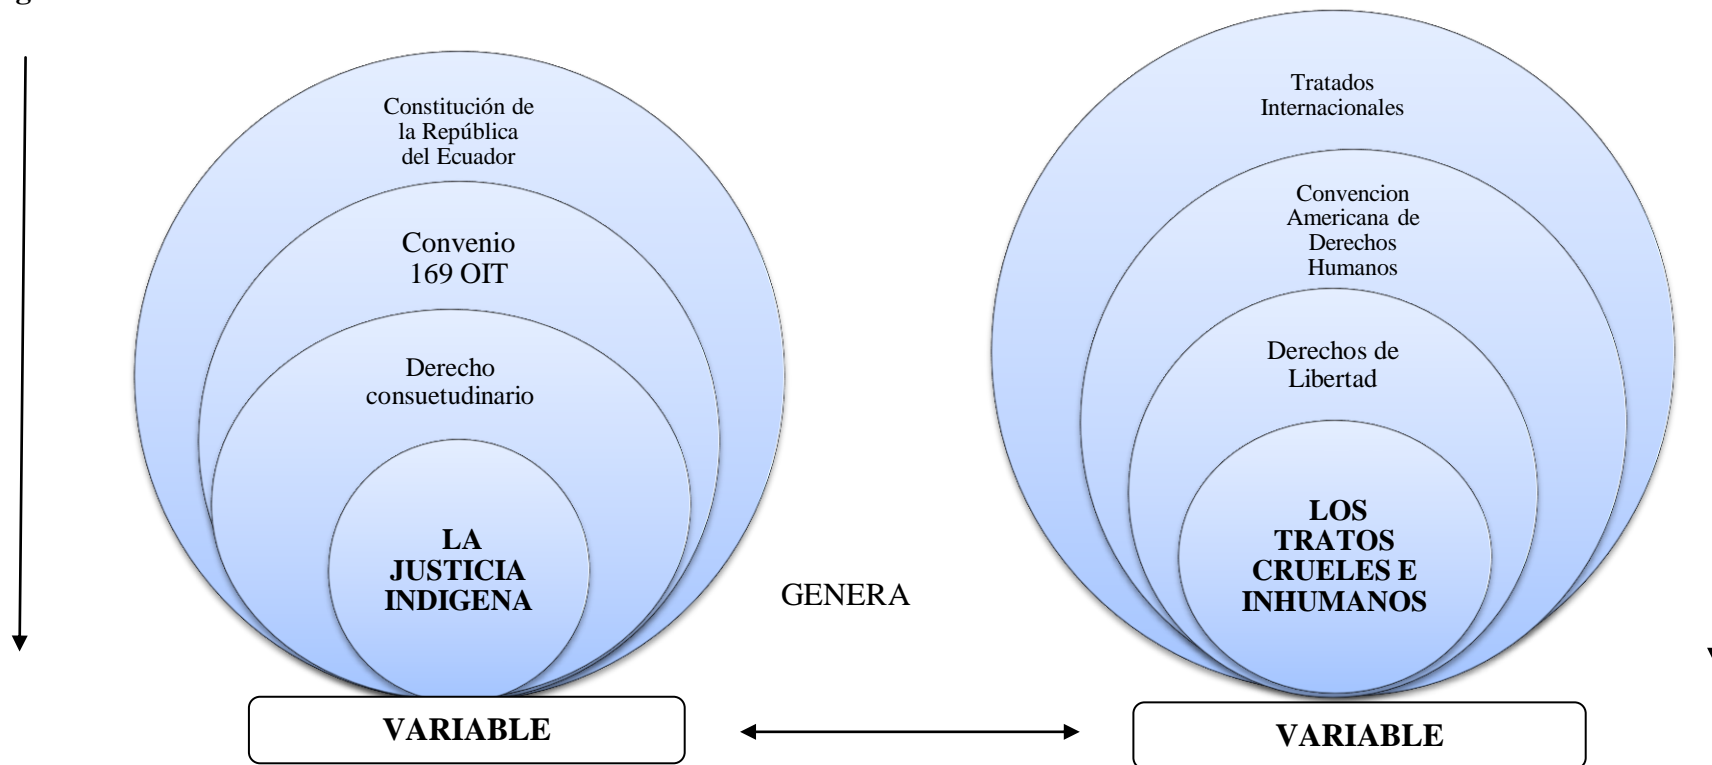 Constitución de
la República
del Ecuador
Convenio
169 OIT
Derecho
consuetudinario
LA
JUSTICIA
INDIGENA
VARIABLE
GENERA
Tratados
Internacionales
Convencion
Americana de
Derechos
Humanos
Derechos de
Libertad
LOS
TRATOS
CRUELES E
INHUMANOS
VARIABLE